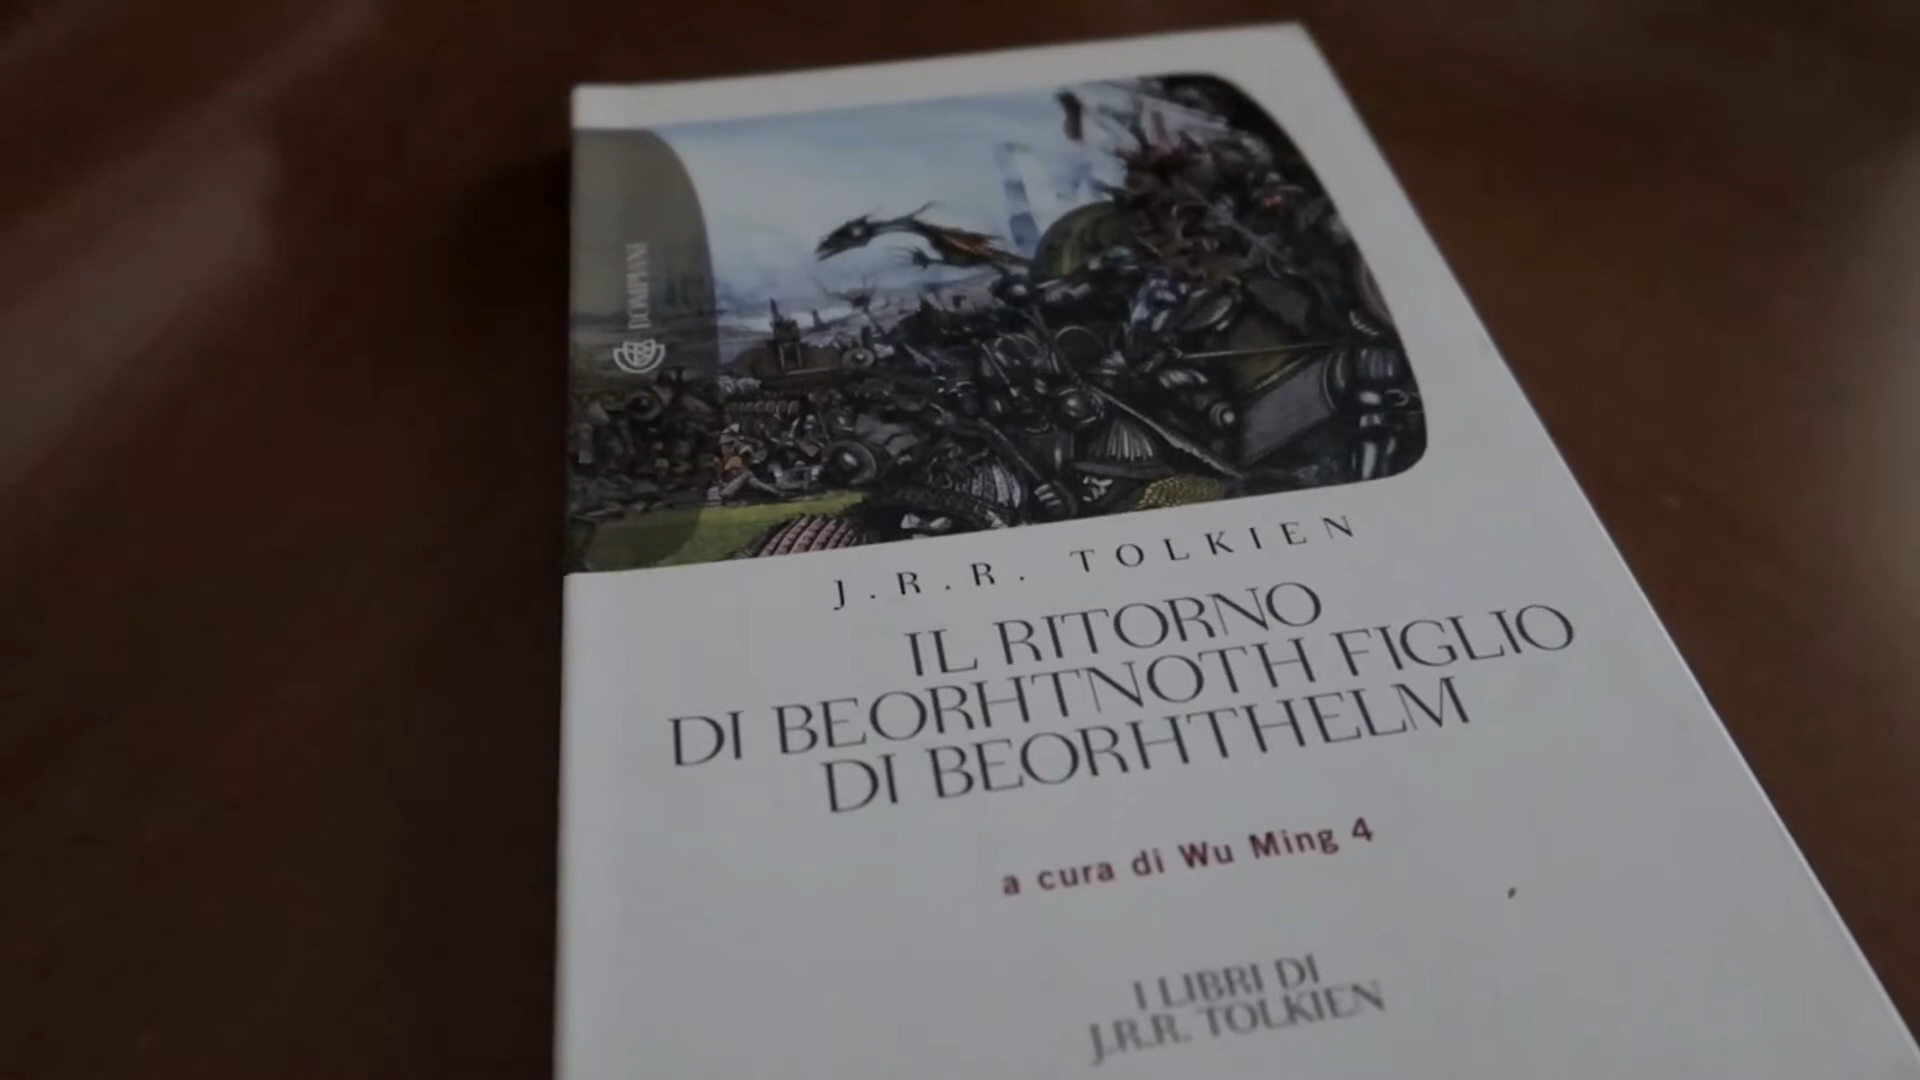 BOMPIANI
J.R.R. TOLKIEN
IL RITORNO
DI BEORHTNOTH FIGLIO
DI BEORHTHELM
a cura di Wu Ming 4
I LIBRI DI
J.R.R. TOLKIEN